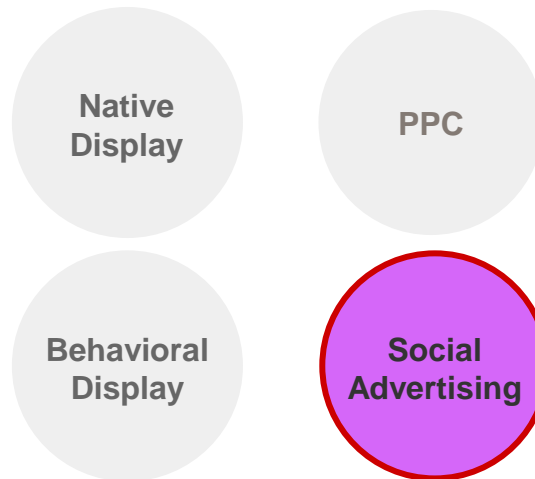 Native
Display
PPC
Behavioral
Display
Social
Advertising